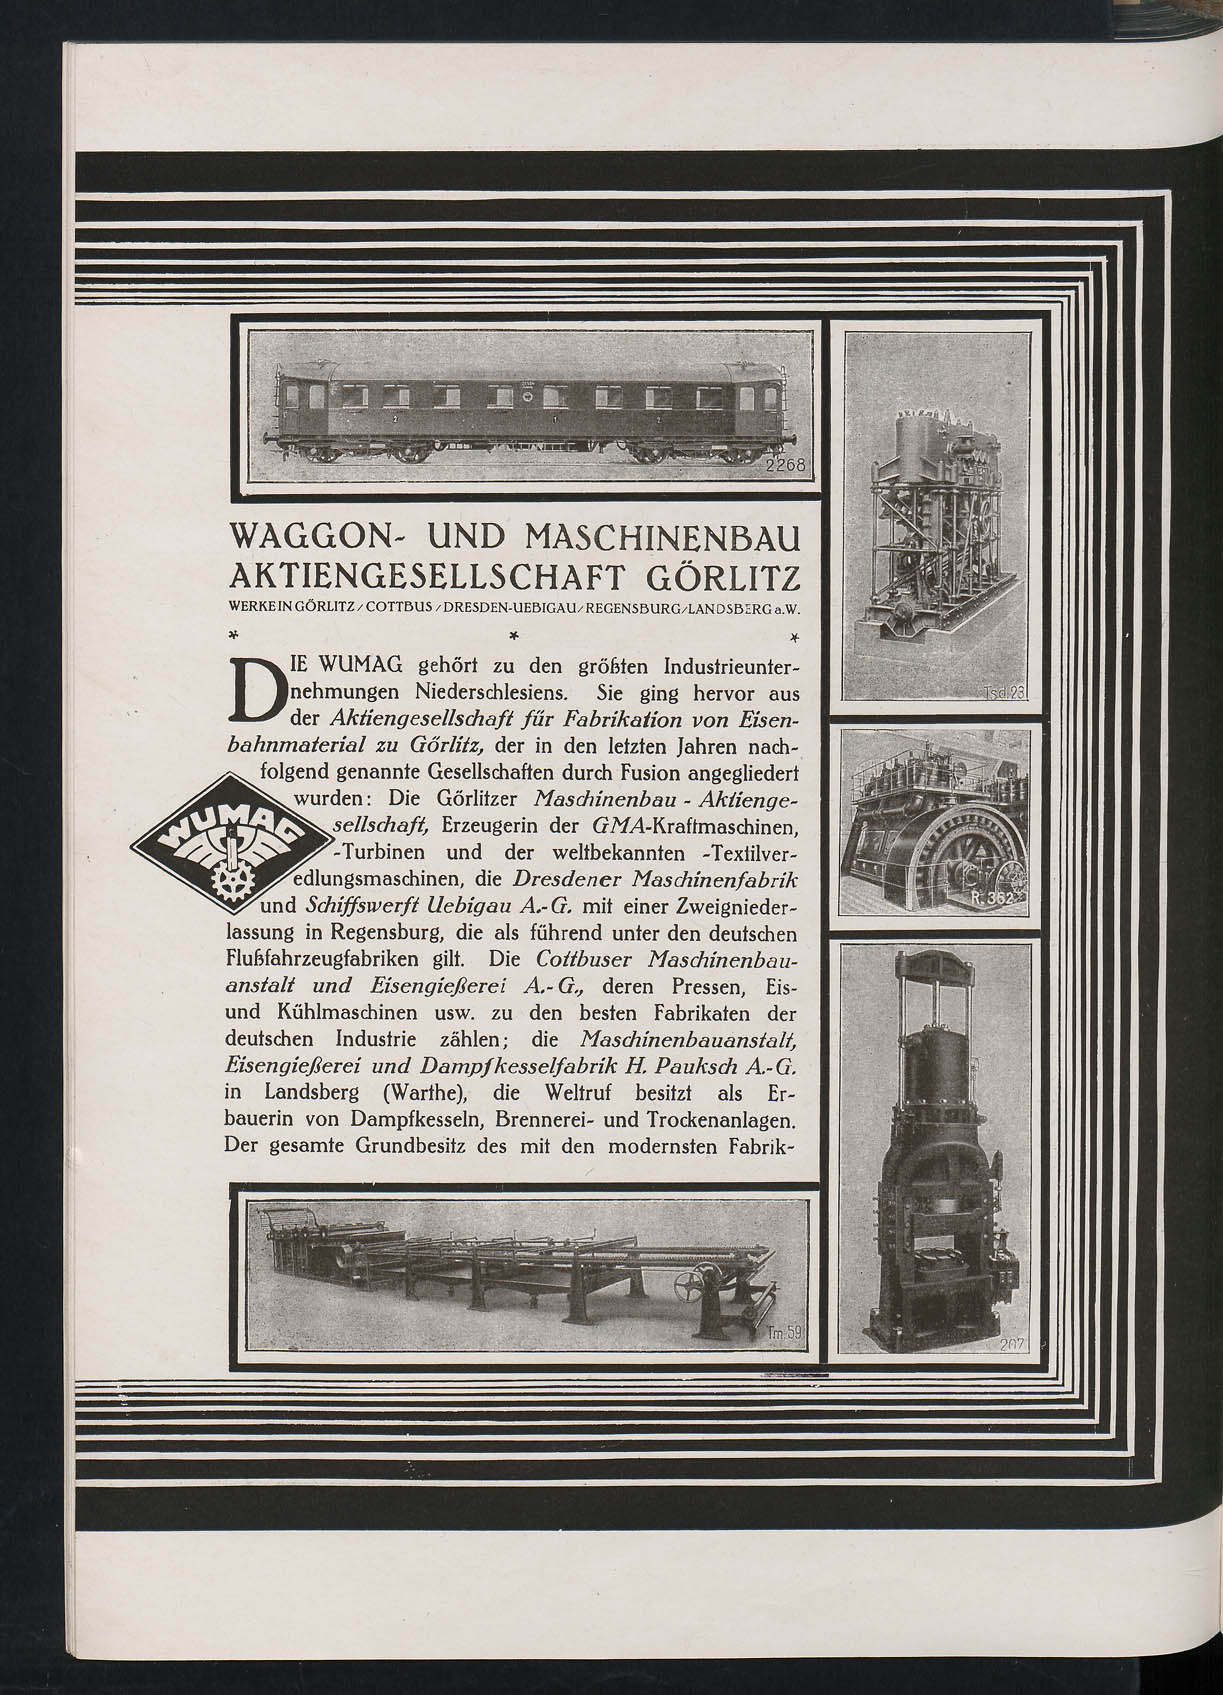 2268
WAGGON- UND MASCHINENBAU
AKTIENGESELLSCHAFT GÖRLITZ
WERKE IN GÖRLITZ / COTTBUS / DRESDEN-UEBIGAU / REGENSBURG / LANDSBERG a.W.
* * *
DIE WUMAG gehört zu den größten Industrieunter-
nehmungen Niederschlesiens. Sie ging hervor aus
der Aktiengesellschaft für Fabrikation von Eisen-
bahnmaterial zu Görlitz, der in den letzten Jahren nach-
folgend genannte Gesellschaften durch Fusion angegliedert
wurden: Die Görlitzer Maschinenbau - Aktienge-
sellschaft, Erzeugerin der GMA-Kraftmaschinen,
-Turbinen und der weltbekannten -Textilver-
edlungsmaschinen, die Dresdener Maschinenfabrik
und Schiffswerft Uebigau A.-G. mit einer Zweignieder-
lassung in Regensburg, die als führend unter den deutschen
Flußfahrzeugfabriken gilt. Die Cottbuser Maschinenbau-
anstalt und Eisengießerei A.-G., deren Pressen, Eis-
und Kühlmaschinen usw. zu den besten Fabrikaten der
deutschen Industrie zählen; die Maschinenbauanstalt,
Eisengießerei und Dampfkesselfabrik H. Pauksch A.-G.
in Landsberg (Warthe), die Weltruf besitzt als Er-
bauerin von Dampfkesseln, Brennerei- und Trockenanlagen.
Der gesamte Grundbesitz des mit den modernsten Fabrik-
WUMAG
Tm. 59
Tsd. 23
R. 362
207